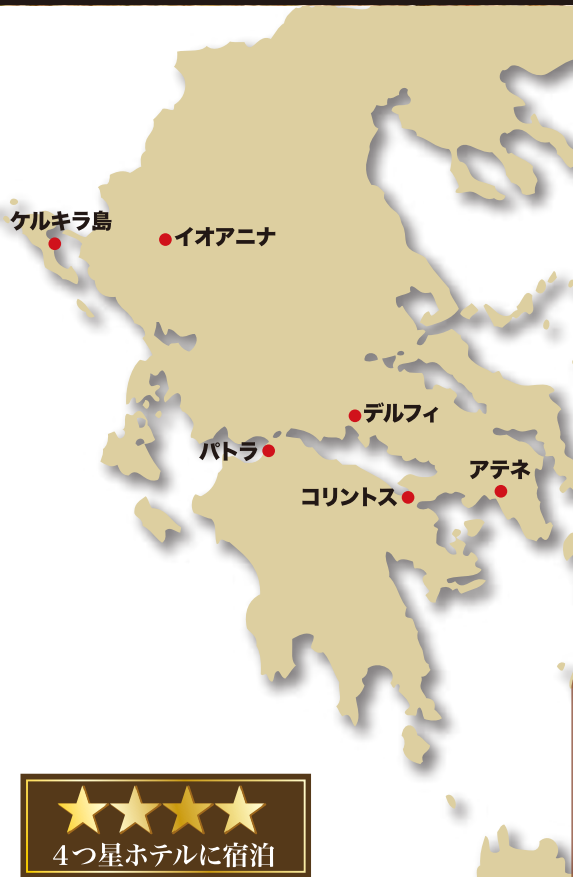 ケルキラ島
イオアニナ
デルフィ
パトラ
アテネ
コリントス
4つ星ホテルに宿泊